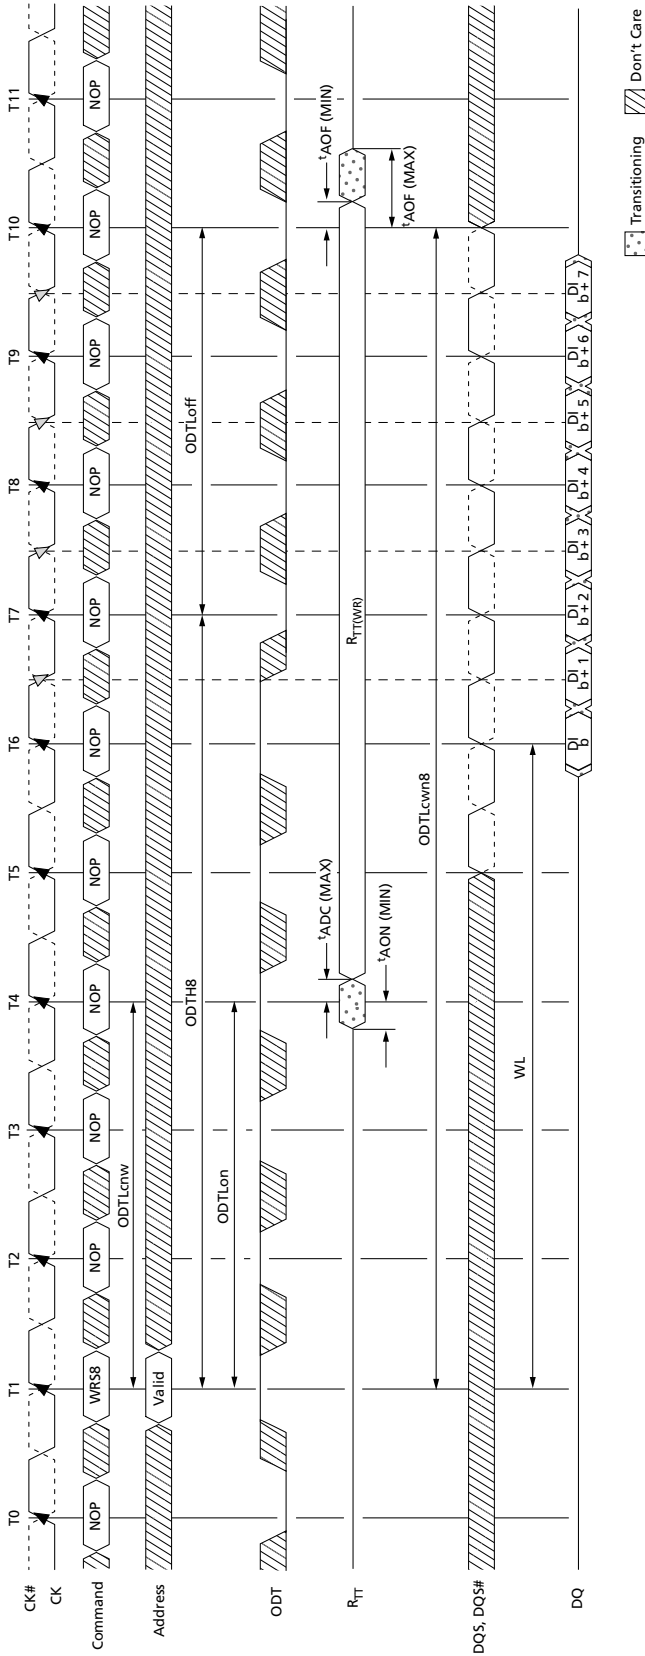 T0 T1 T2 T3 T4 T5 T6 T7 T8 T9 T10 T11
CK#
CK
Command NOP WRS8 NOP NOP NOP NOP NOP NOP NOP NOP NOP NOP
ODTLcnw
Address Valid
ODTH8 ODTLoff
ODTLon
ODT
tADC (MAX) tAOF (MIN)
RTT RTT(WR)
tAON (MIN) tAOF (MAX)
ODTLcwn8
DQS, DQS#
WL
DQ
DI b
DI b + 1
DI b + 2
DI b + 3
DI b + 4
DI b + 5
DI b + 6
DI b + 7
Transitioning Don't Care